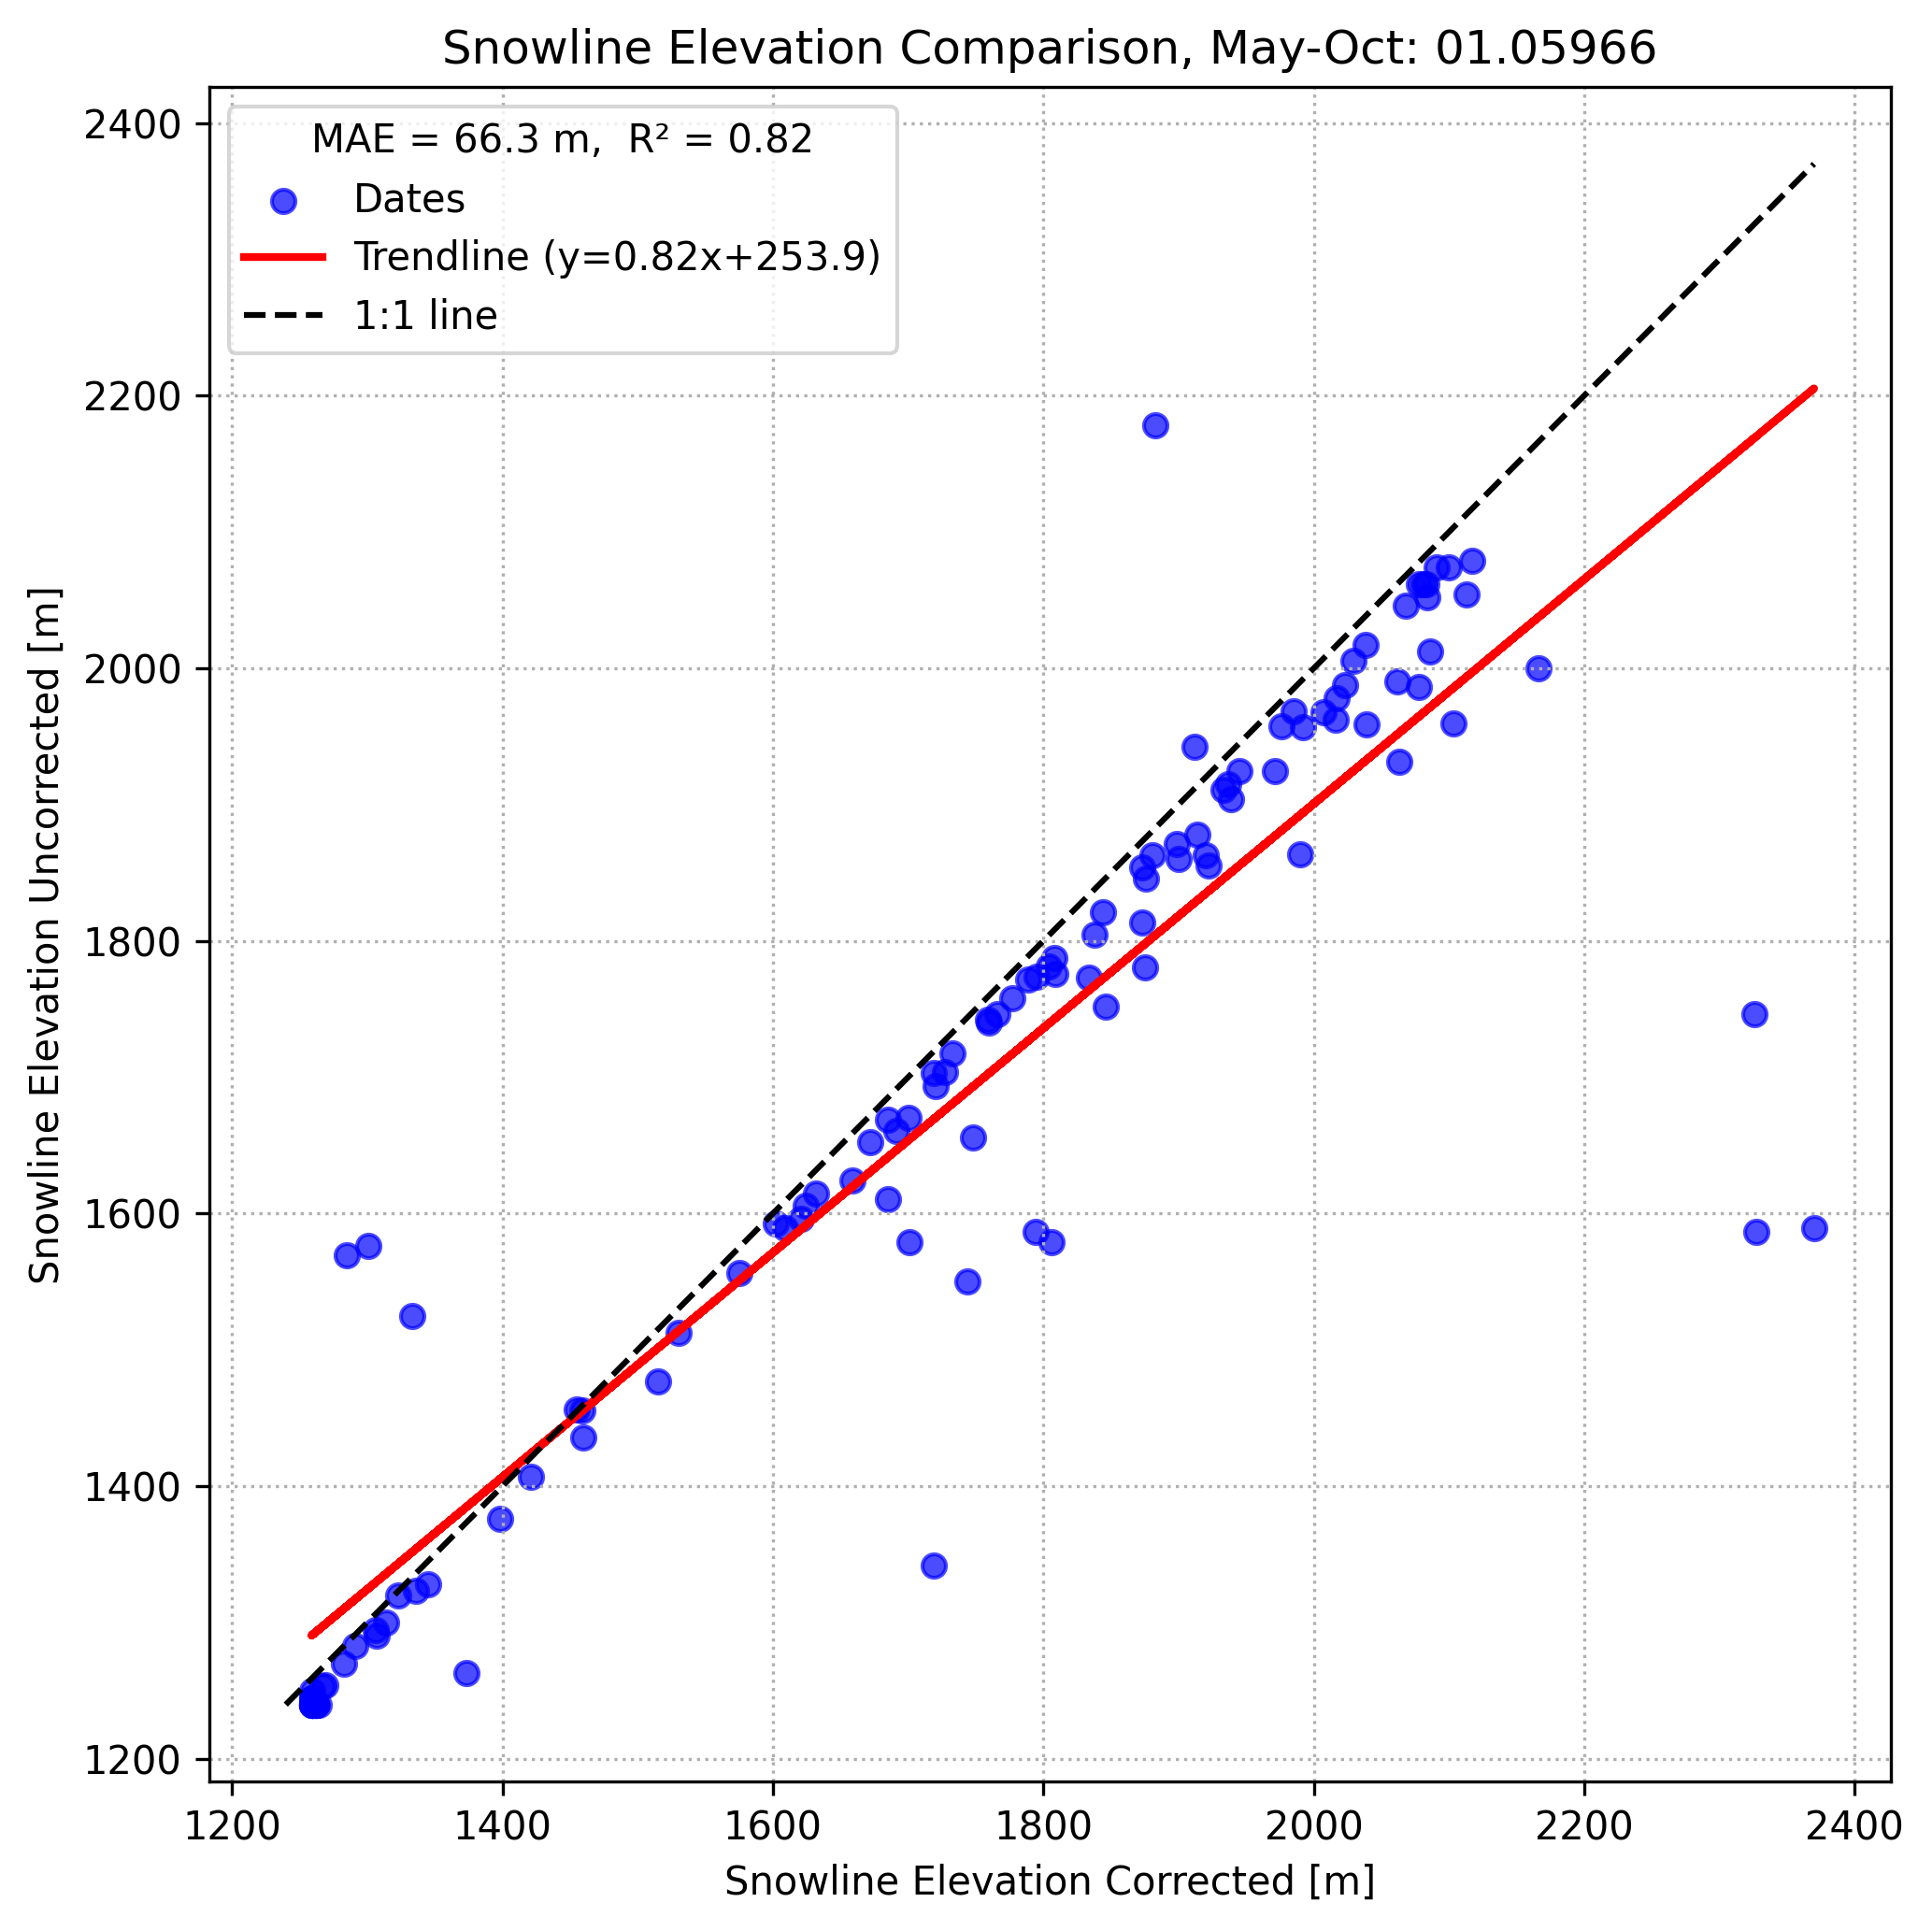 Snowline Elevation Comparison, May-Oct: 01.05966
MAE = 66.3 m,  R² = 0.82
Dates
Trendline (y=0.82x+253.9)
1:1 line
Snowline Elevation Uncorrected [m]
2400
2200
2000
1800
1600
1400
1200
1200 1400 1600 1800 2000 2200 2400
Snowline Elevation Corrected [m]